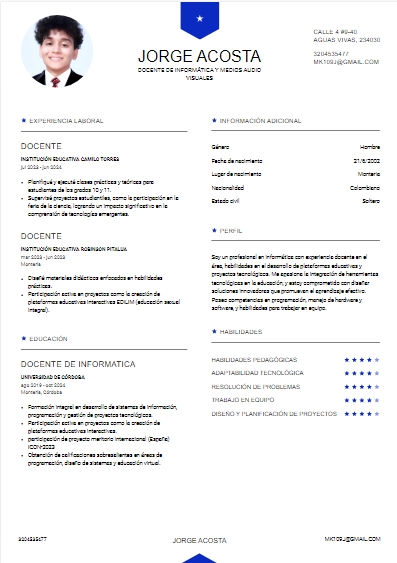 JORGE ACOSTA
DOCENTE DE INFORMÁTICA Y MEDIOS AUDIO
VISUALES
CALLE 4 #9-40
AGUAS VIVAS, 234030
3204535477
MK109J@GMAIL.COM
EXPERIENCIA LABORAL
DOCENTE
INSTITUCIÓN EDUCATIVA CAMILO TORRES
jul 2023 - jun 2024
Planifiqué y ejecuté clases prácticas y teóricas para
estudiantes de los grados 10 y 11.
Supervisé proyectos estudiantiles, como la participación en la
feria de la ciencia, logrando un impacto significativo en la
comprensión de tecnologías emergentes.
DOCENTE
INSTITUCIÓN EDUCATIVA ROBINSON PITALUA
mar 2023 - jun 2023
Montería
Diseñé materiales didácticos enfocados en habilidades
prácticas.
Participación activa en proyectos como la creación de
plataformas educativas interactivas EDILIM (educación sexual
integral).
EDUCACIÓN
DOCENTE DE INFORMATICA
UNIVERSIDAD DE CÓRDOBA
ago 2019 - oct 2024
Montería, Córdoba
Formación integral en desarrollo de sistemas de información,
programación y gestión de proyectos tecnológicos.
Participación activa en proyectos como la creación de
plataformas educativas interactivas.
participación de proyecto meritorio internacional (España)
ICON-2023
Obtención de calificaciones sobresalientes en áreas de
programación, diseño de sistemas y educación virtual.
INFORMACIÓN ADICIONAL
Género Hombre
Fecha de nacimiento 21/6/2002
Lugar de nacimiento Montería
Nacionalidad Colombiano
Estado civil Soltero
PERFIL
Soy un profesional en informática con experiencia docente en el
área, habilidades en el desarrollo de plataformas educativas y
proyectos tecnológicos. Me apasiona la integración de herramientas
tecnológicas en la educación, y estoy comprometido con diseñar
soluciones innovadoras que promueven el aprendizaje efectivo.
Poseo competencias en programación, manejo de hardware y
software, y habilidades para trabajar en equipo.
HABILIDADES
HABILIDADES PEDAGÓGICAS
ADAPTABILIDAD TECNOLÓGICA
RESOLUCIÓN DE PROBLEMAS
TRABAJO EN EQUIPO
DISEÑO Y PLANIFICACIÓN DE PROYECTOS
3204535477 JORGE ACOSTA MK109J@GMAIL.COM